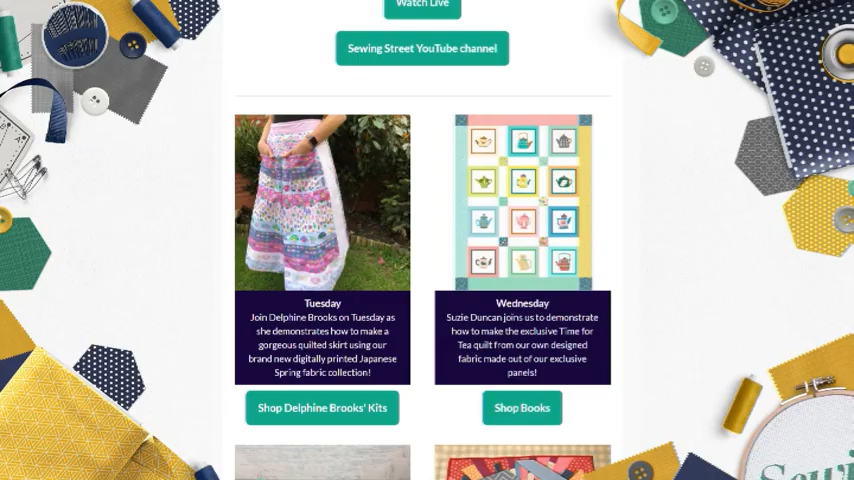 Watch Live
Sewing Street YouTube channel
Tuesday
Join Delphine Brooks on Tuesday as
she demonstrates how to make a
gorgeous quilted skirt using our
brand new digitally printed Japanese
Spring fabric collection!
Wednesday
Suzie Duncan joins us to demonstrate
how to make the exclusive Time for
Tea quilt from our own designed
fabric made out of our exclusive
panels!
Shop Delphine Brooks' Kits
Shop Books
Sewi